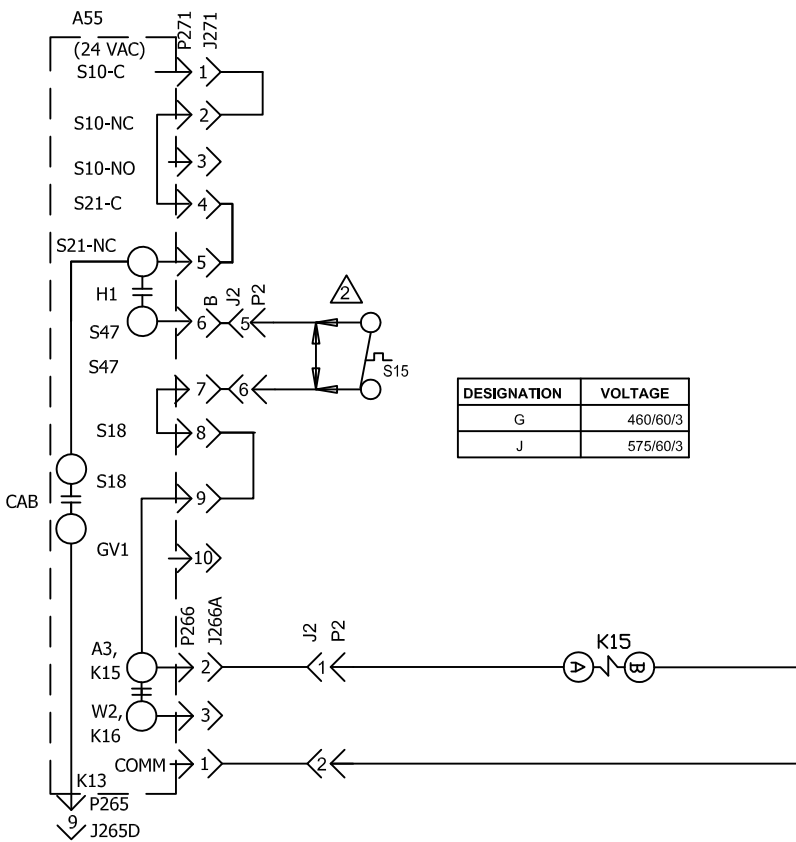 A55
P271
J271
(24 VAC)
S10-C
1
S10-NC
2
S10-NO
3
S21-C
4
S21-NC
5
H1
B
J2
P2
2
S47
6
5
S15
S47
7
6
DESIGNATION VOLTAGE
G 460/60/3
J 575/60/3
S18
8
S18
9
CAB
GV1
10
P266
J266A
J2
P2
A3,
K15
2
1
A
K15
B
W2,
K16
3
COMM
1
2
K13
P265
9
J265D